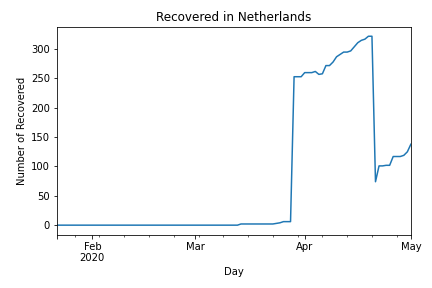 Recovered in Netherlands
Number of Recovered
300
250
200
150
100
50
0
Feb
2020
Mar
Apr
May
Day